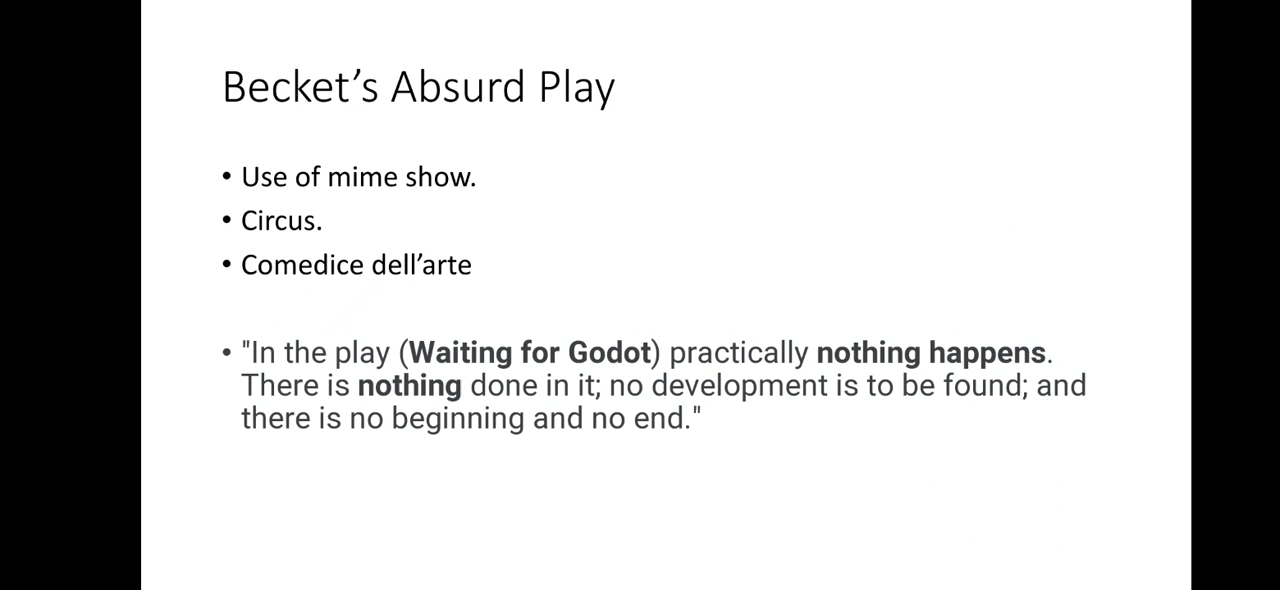 Becket’s Absurd Play
• Use of mime show.
• Circus.
• Comedice dell’arte
• "In the play (Waiting for Godot) practically nothing happens.
There is nothing done in it; no development is to be found; and
there is no beginning and no end."